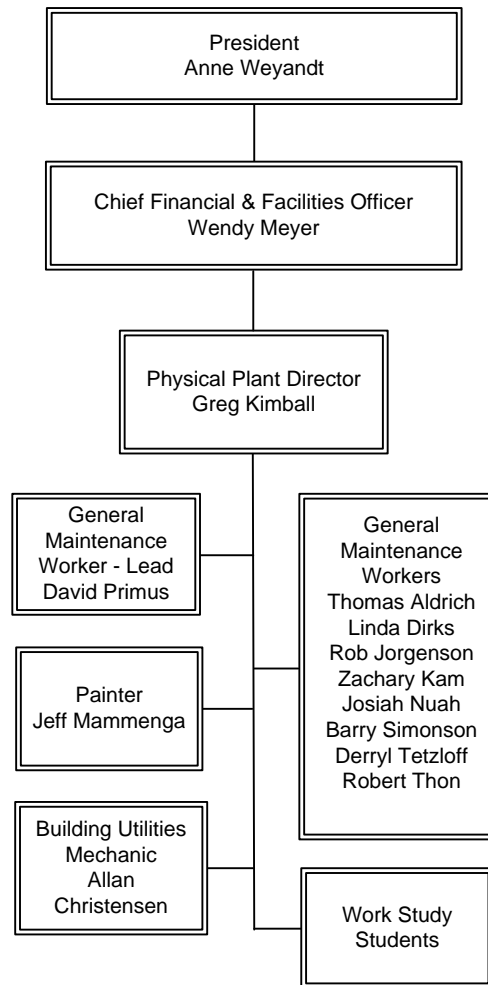 President
Anne Weyandt
Chief Financial & Facilities Officer
Wendy Meyer
Physical Plant Director
Greg Kimball
General
Maintenance
Worker - Lead
David Primus
General
Maintenance
Workers
Thomas Aldrich
Linda Dirks
Rob Jorgenson
Zachary Kam
Josiah Nuah
Barry Simonson
Derryl Tetzloff
Robert Thon
Painter
Jeff Mammenga
Building Utilities
Mechanic
Allan
Christensen
Work Study
Students